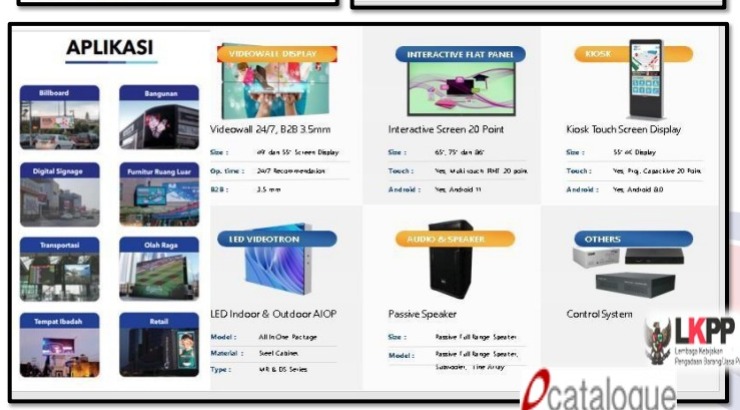 APLIKASI
Billboard
Bangunan
Digital Signage
Furnitur Ruang Luar
Transportasi
Olah Raga
Tempat Ibadah
Retail
VIDEOWALL DISPLAY
Videowall 24/7, B2B 3.5mm
Size : 49' dan 55' Screen Display
Op. time : 24/7 Recommendation
B2B : 3.5 mm
INTERACTIVE FLAT PANEL
Interactive Screen 20 Point
Size : 65', 75' dan 86'
Touch : Yes, Multi touch 20 point
Android : Yes, Android 11
KIOSK
Kiosk Touch Screen Display
Size : 55' 4K Display
Touch : Yes, Proj. Capacitive 20 Point
Android : Yes, Android 8.0
LED VIDEOTRON
LED Indoor & Outdoor AIOP
Model : All In One Package
Material : Steel Cabinet
Type : & DS Series
AUDIO & SPEAKER
Passive Speaker
Size : Passive Full Range Speaker
Model : Passive Full Range Speaker,
Subwoofer, Line Array
OTHERS
Control System
LKPP
Lembaga Kebijakan
Pengadaan Barang/Jasa
catalogue